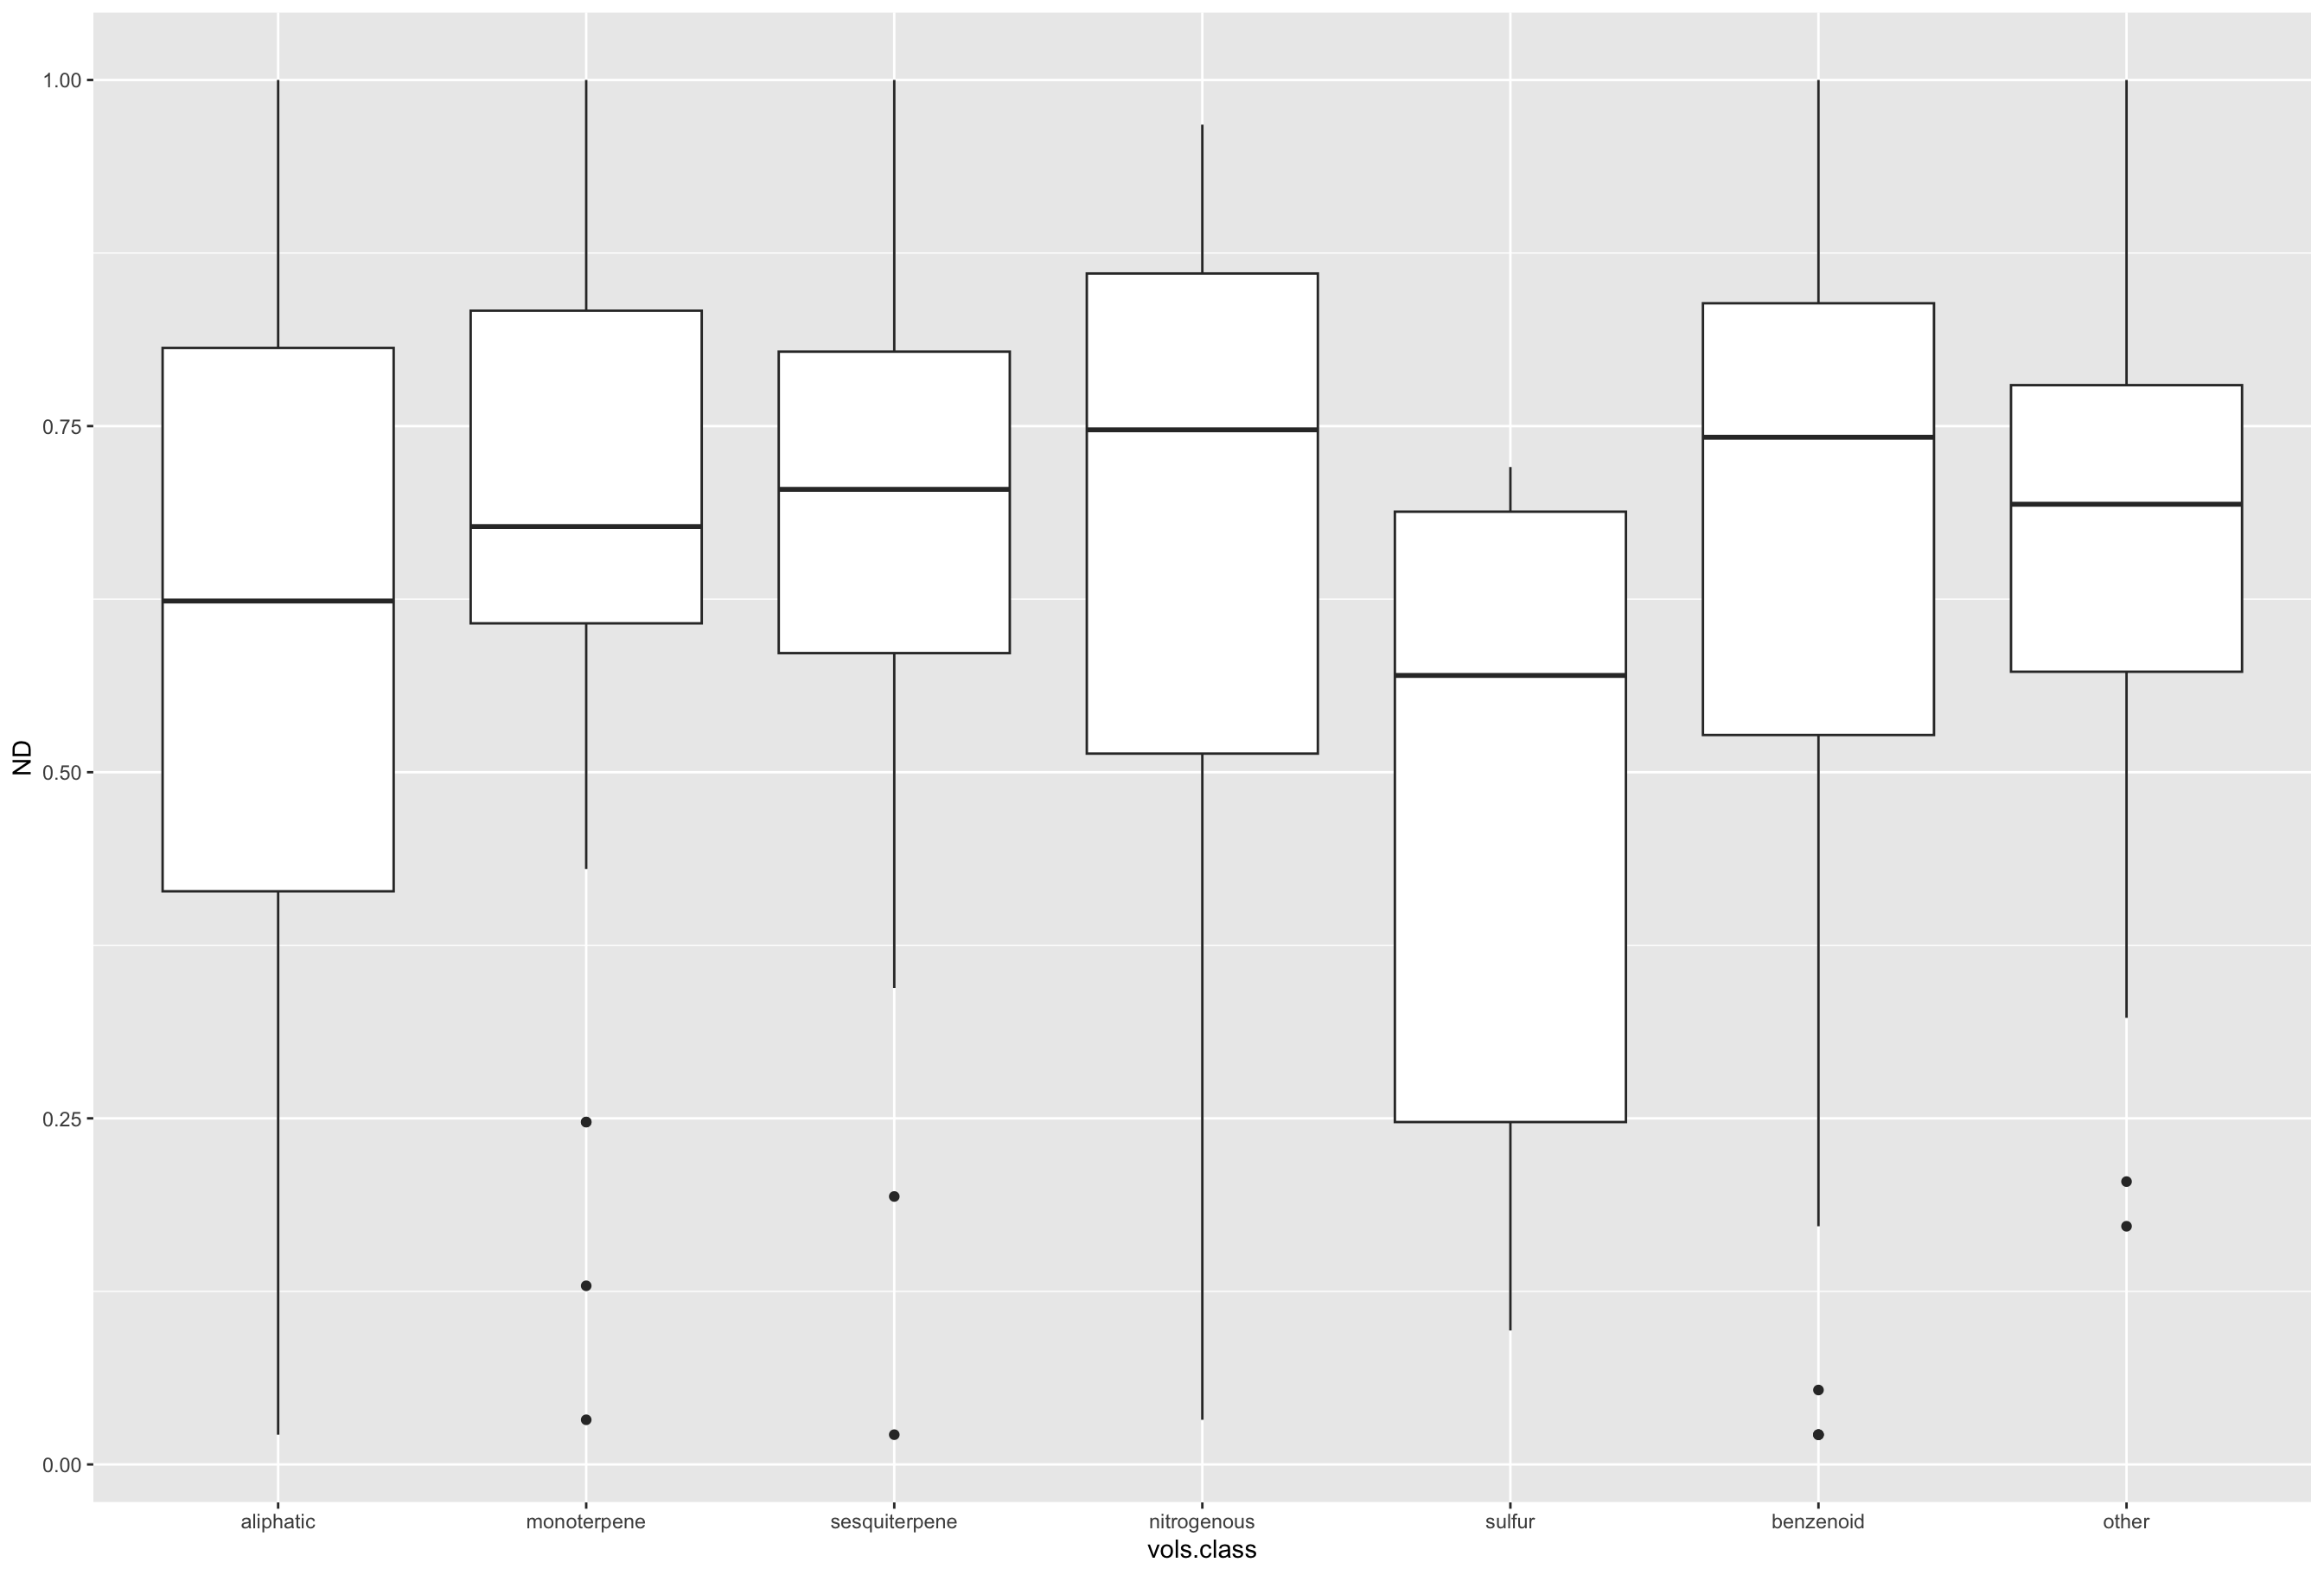 1.00
0.75
0.50
0.25
0.00
ND
aliphatic monoterpene sesquiterpene nitrogenous sulfur benzenoid other
vols.class